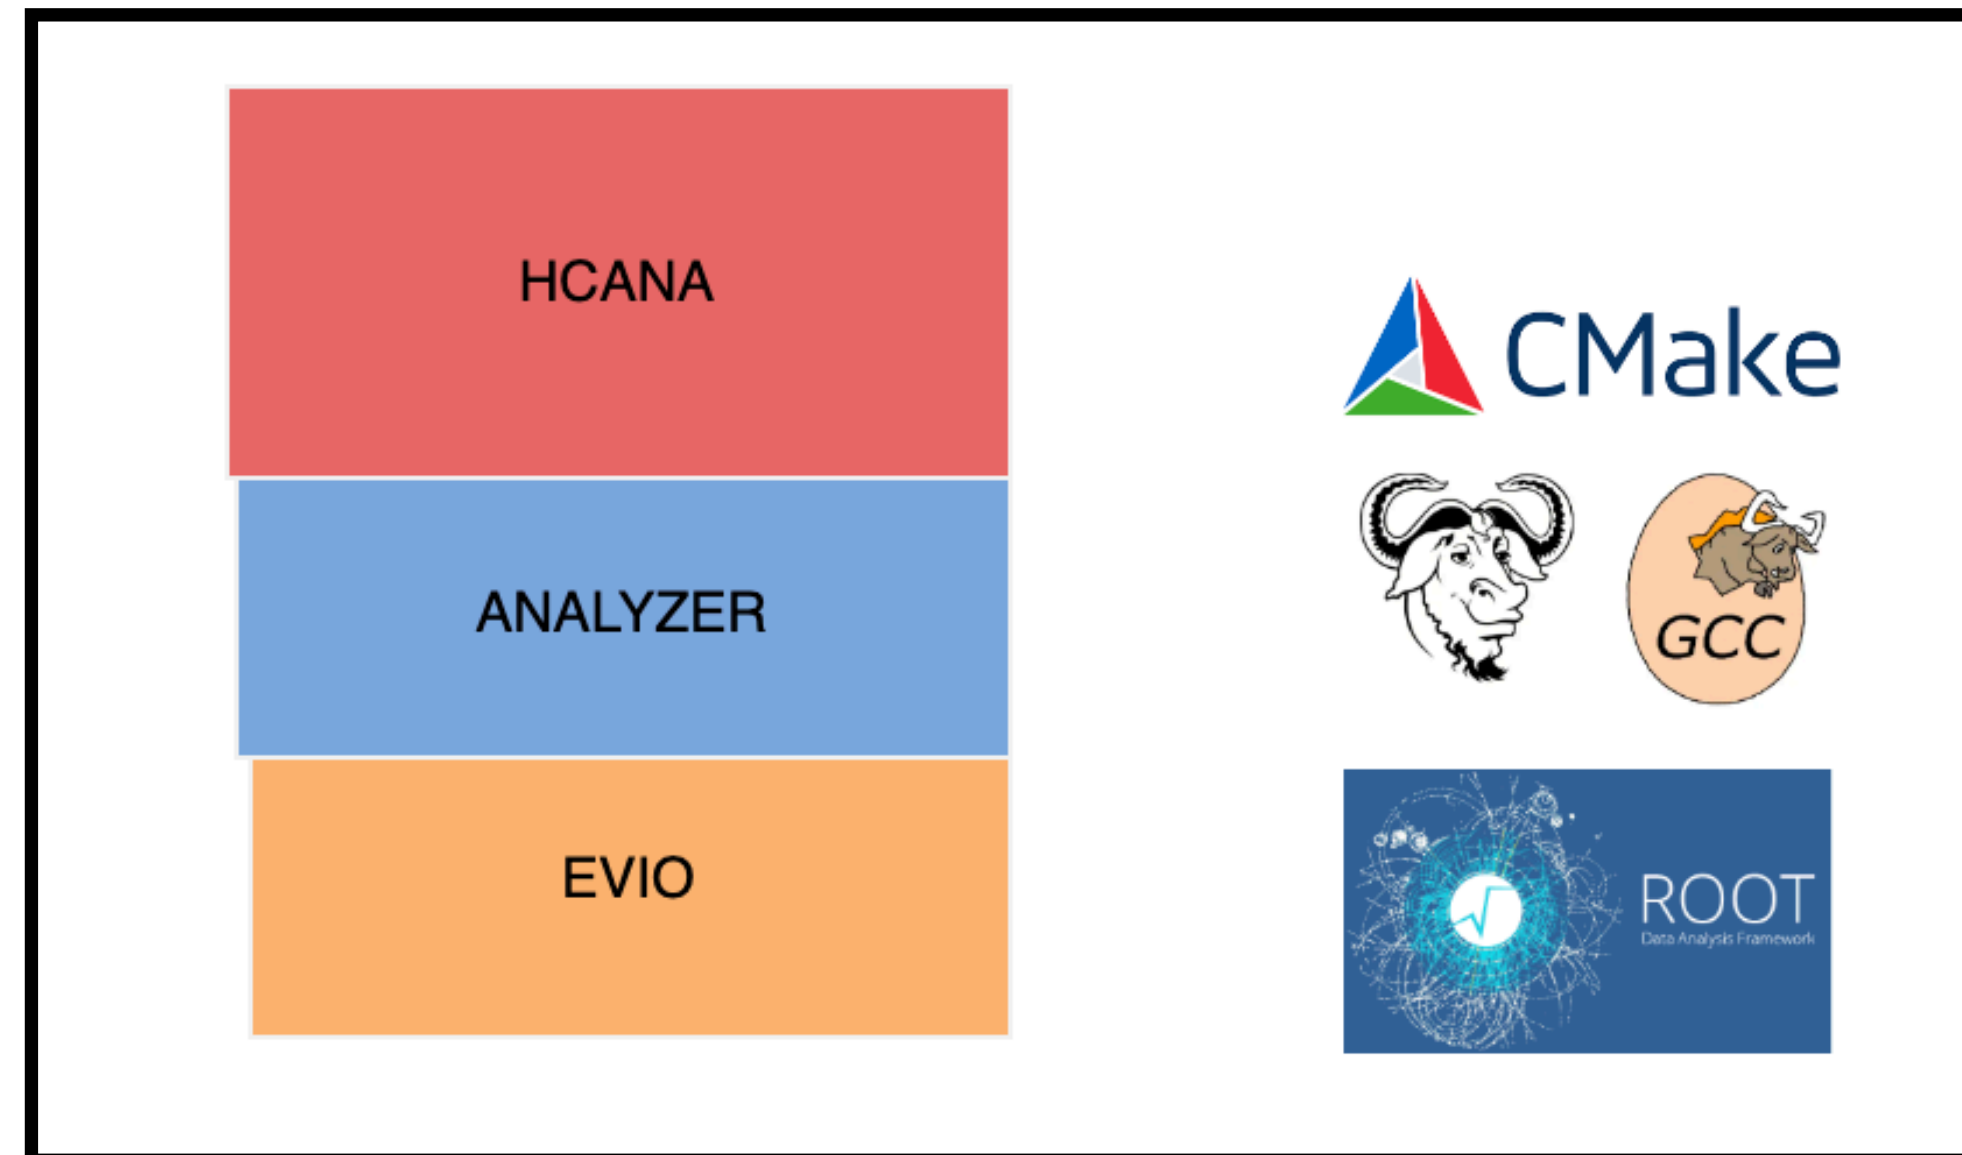 HCANA
ANALYZER
EVIO
CMake
GCC
ROOT
Data Analysis Framework